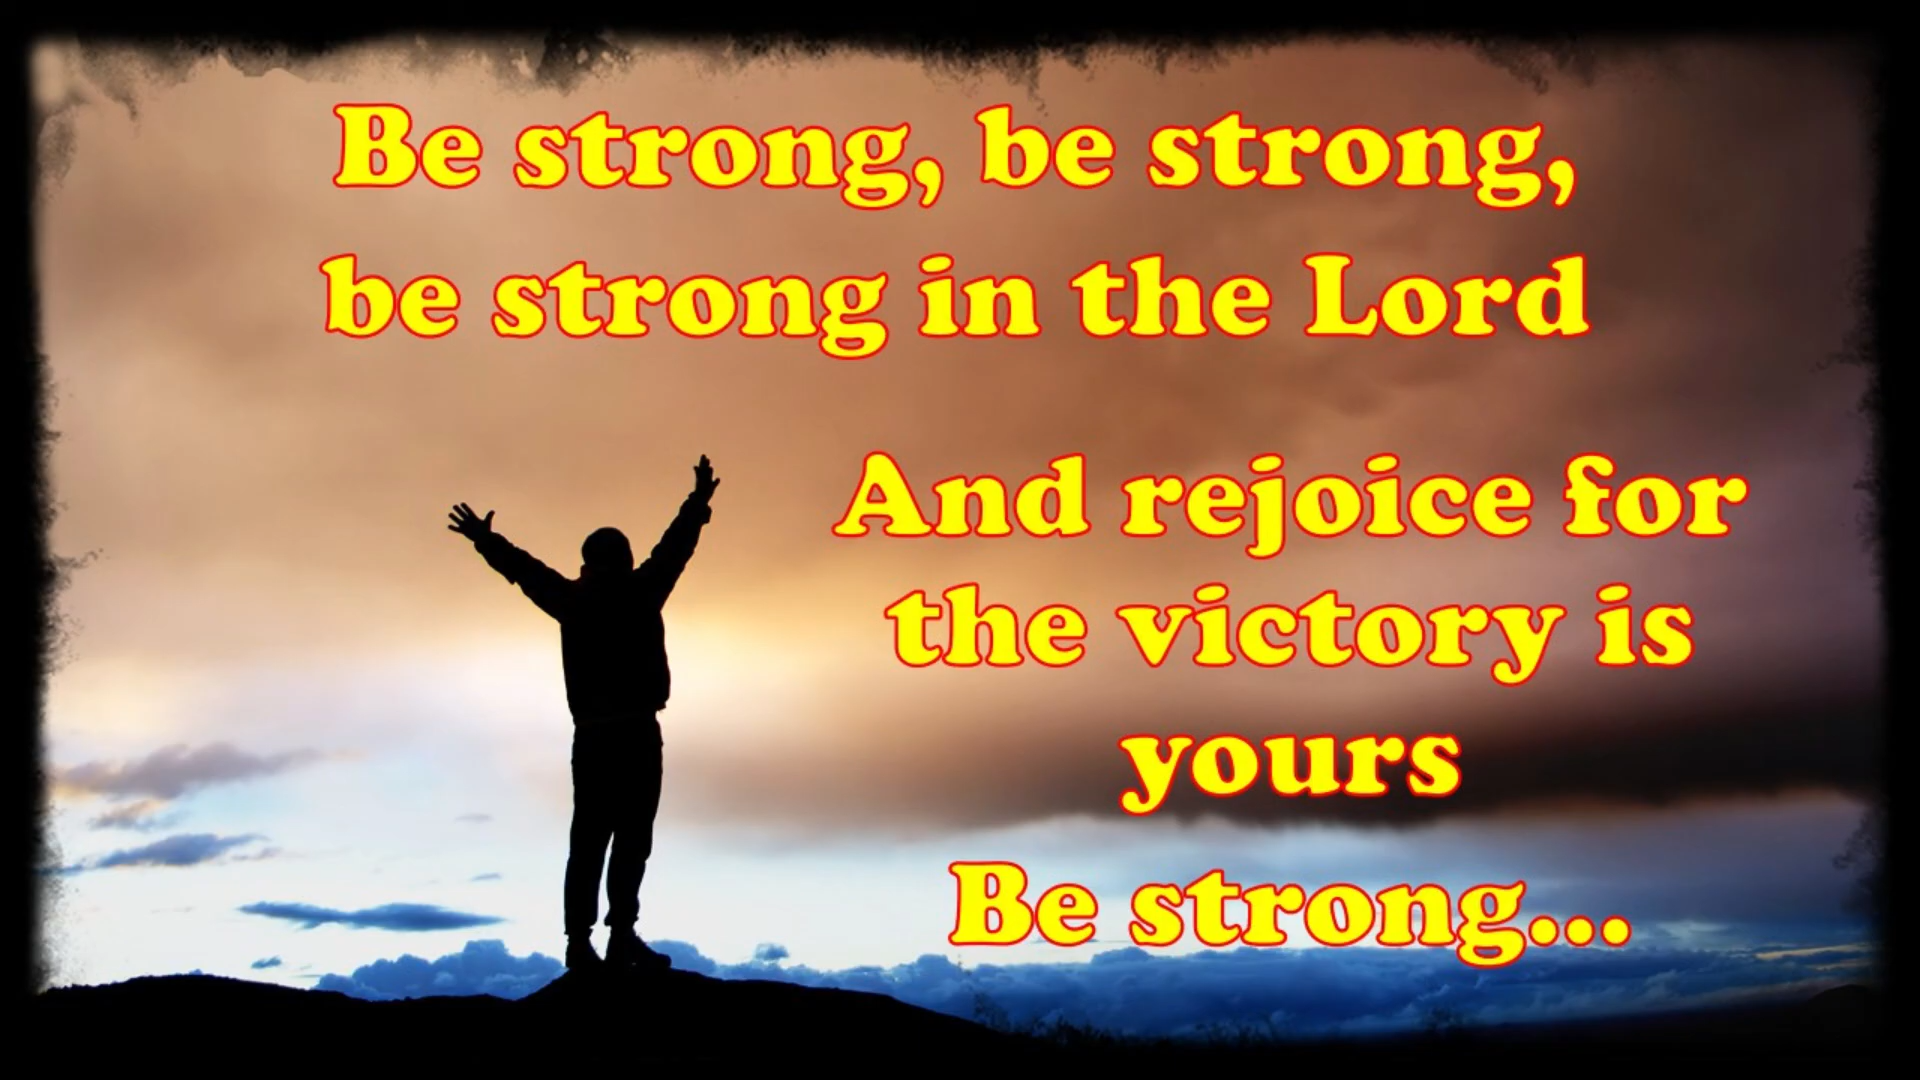 Be strong, be strong,
be strong in the Lord
And rejoice for
the victory is
yours
Be strong...